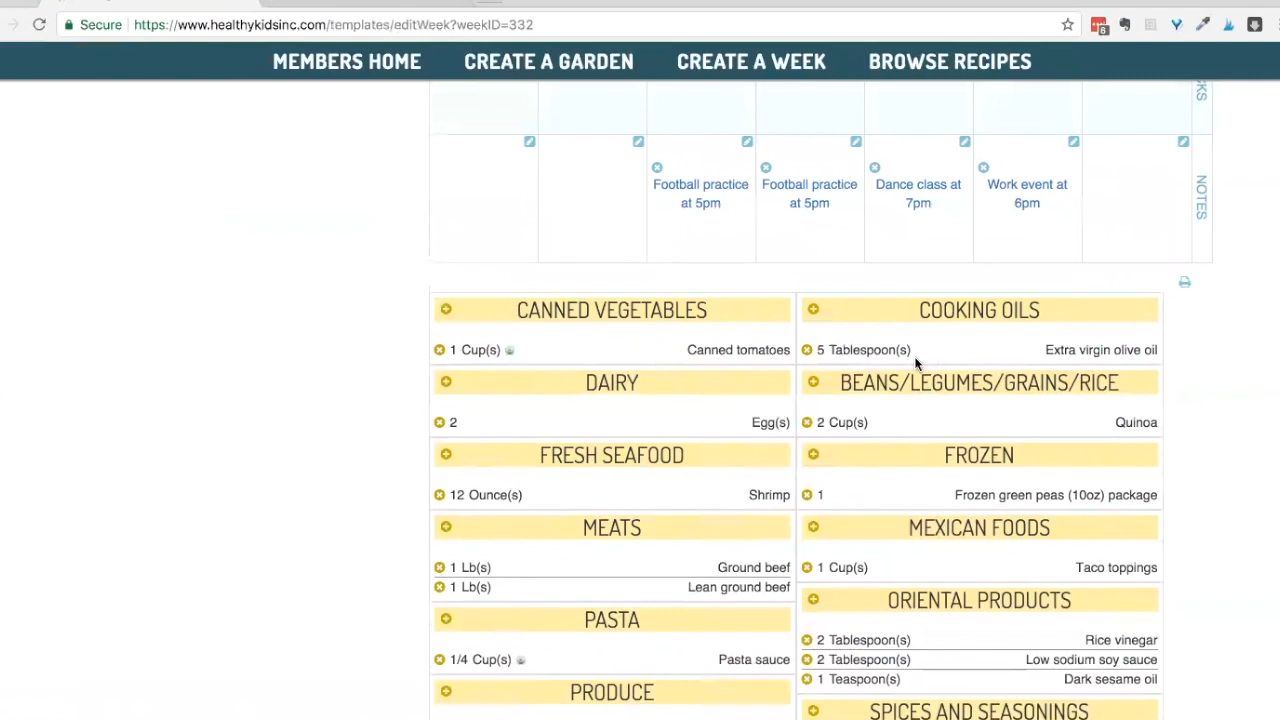 Secure https://www.healthykidsinc.com/templates/editWeek?weekID=332
6
MEMBERS HOME CREATE A GARDEN CREATE A WEEK BROWSE RECIPES
NOTES
Football practice
at 5pm
Football practice
at 5pm
Dance class at
7pm
Work event at
6pm
CANNED VEGETABLES
1 Cup(s) Canned tomatoes
DAIRY
2 Egg(s)
FRESH SEAFOOD
12 Ounce(s) Shrimp
MEATS
1 Lb(s) Ground beef
1 Lb(s) Lean ground beef
PASTA
1/4 Cup(s) Pasta sauce
PRODUCE
COOKING OILS
5 Tablespoon(s) Extra virgin olive oil
BEANS/LEGUMES/GRAINS/RICE
2 Cup(s) Quinoa
FROZEN
1 Frozen green peas (10oz) package
MEXICAN FOODS
1 Cup(s) Taco toppings
ORIENTAL PRODUCTS
2 Tablespoon(s) Rice vinegar
2 Tablespoon(s) Low sodium soy sauce
1 Teaspoon(s) Dark sesame oil
SPICES AND SEASONINGS